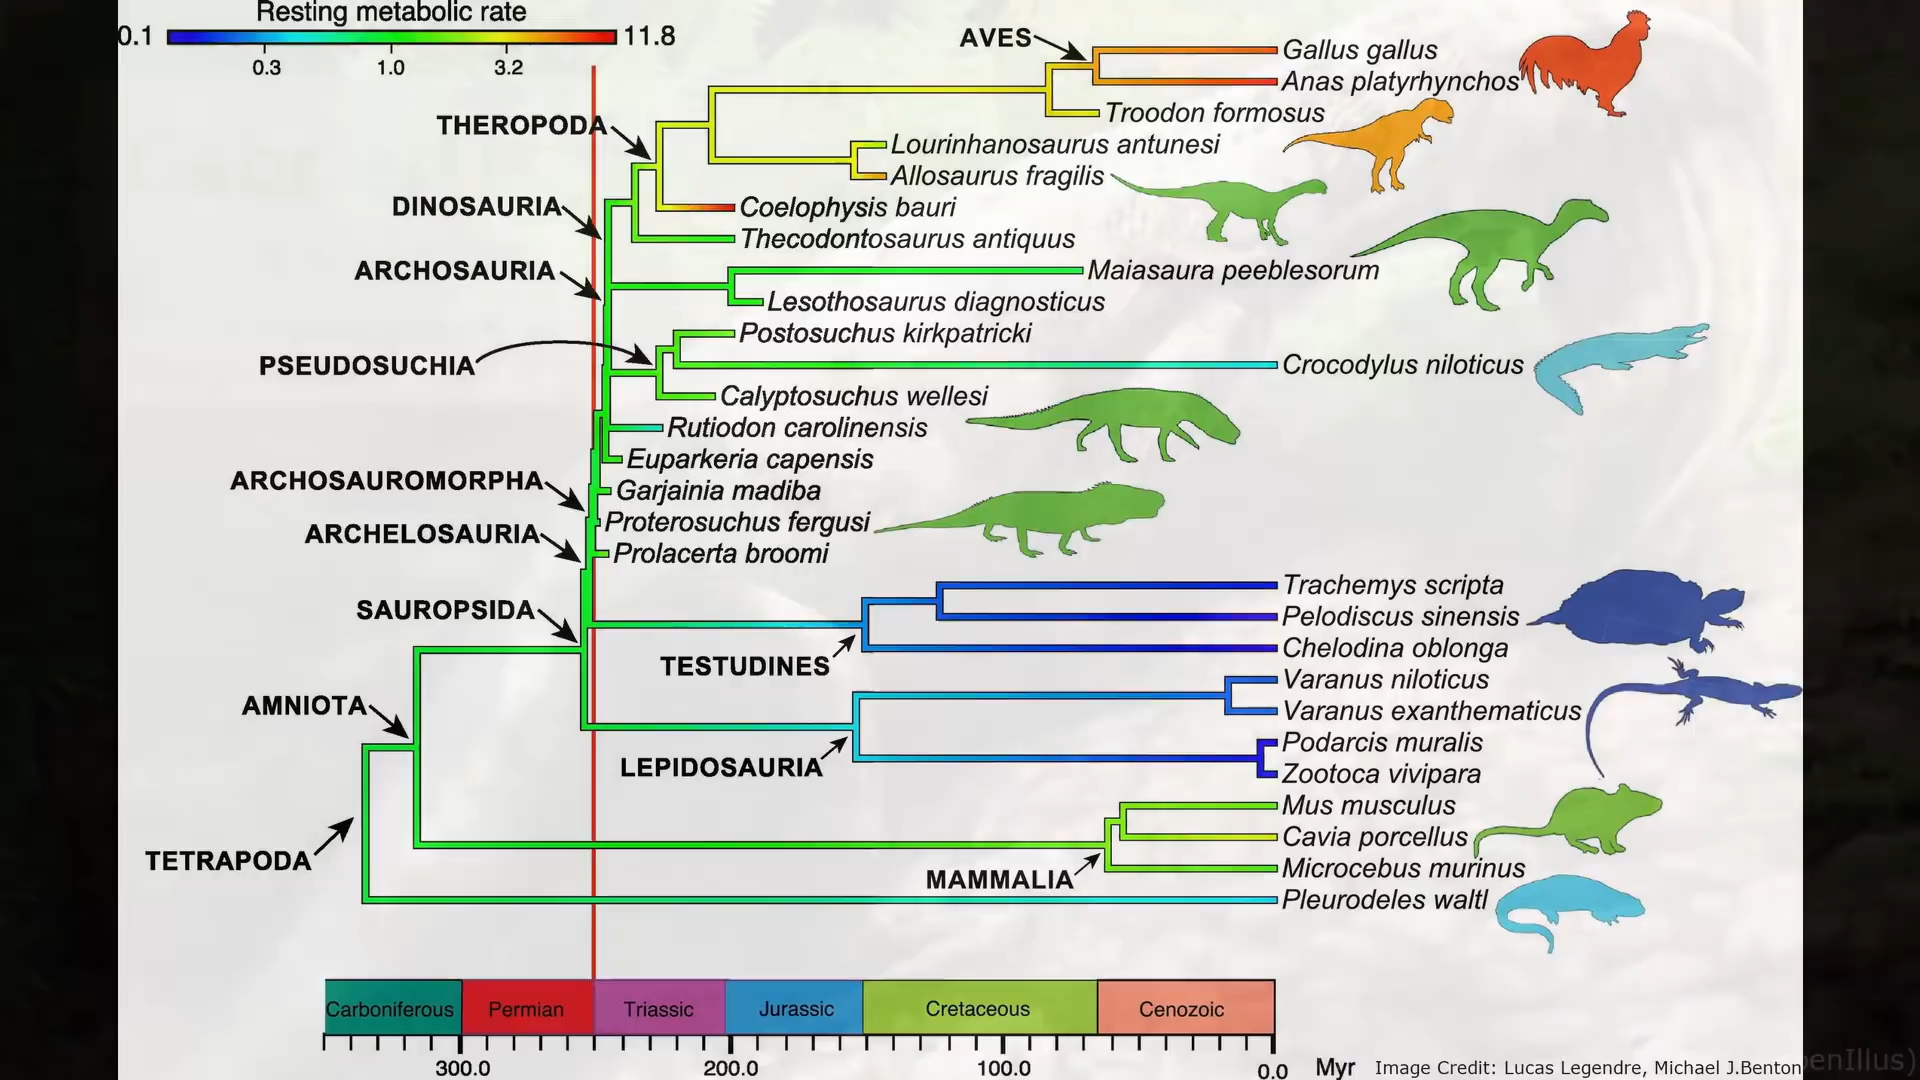 Resting metabolic rate
0.1 11.8
0.3 1.0 3.2
AVES
Gallus gallus
Anas platyrhynchos
Troodon formosus
THEROPODA
Lourinhanosaurus antunesi
Allosaurus fragilis
DINOSAURIA
Coelophysis bauri
Thecodontosaurus antiquus
ARCHOSAURIA
Maiasaura peeblesorum
Lesothosaurus diagnosticus
Postosuchus kirkpatricki
PSEUDOSUCHIA
Crocodylus niloticus
Calyptosuchus wellesi
Rutiodon carolinensis
Euparkeria capensis
ARCHOSAUROMORPHA
Garjainia madiba
Proterosuchus fergusi
ARCHELOSAURIA
Prolacerta broomi
Trachemys scripta
SAUROPSIDA
Pelodiscus sinensis
Chelodina oblonga
TESTUDINES
Varanus niloticus
AMNIOTA
Varanus exanthematicus
Podarcis muralis
LEPIDOSAURIA
Zootoca vivipara
Mus musculus
Cavia porcellus
TETRAPODA
Microcebus murinus
MAMMALIA
Pleurodeles waltl
Carboniferous Permian Triassic Jurassic Cretaceous Cenozoic
300.0 200.0 100.0 0.0 Myr
Image Credit: Lucas Legendre, Michael J.Benton